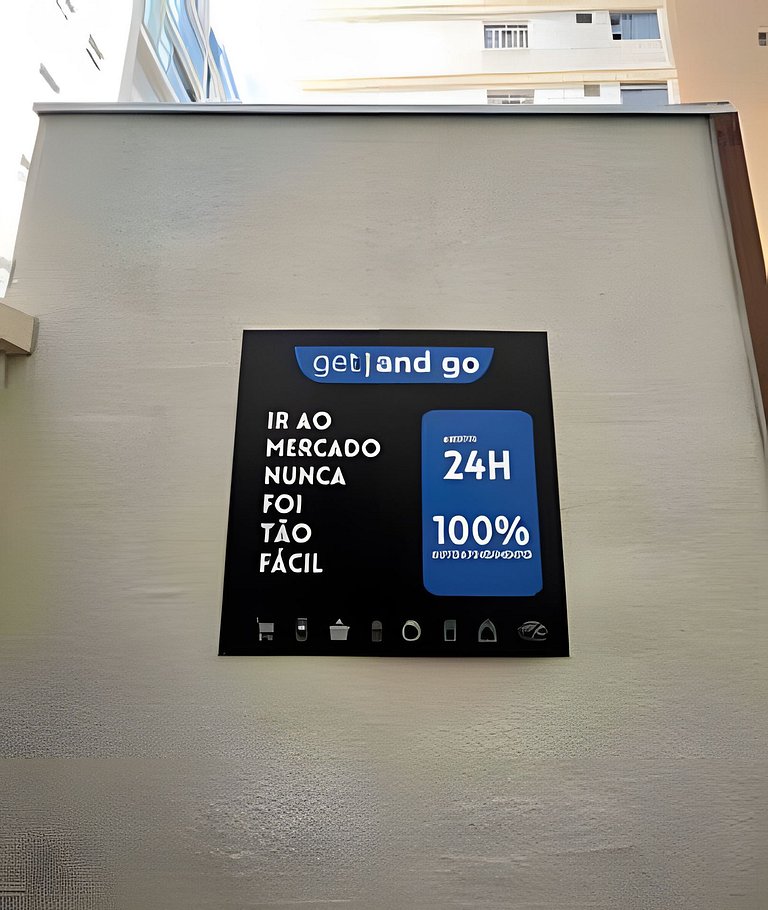 get and go
IR AO
MERCADO
NUNCA
FOI
TÃO
FÁCIL
24H
100%